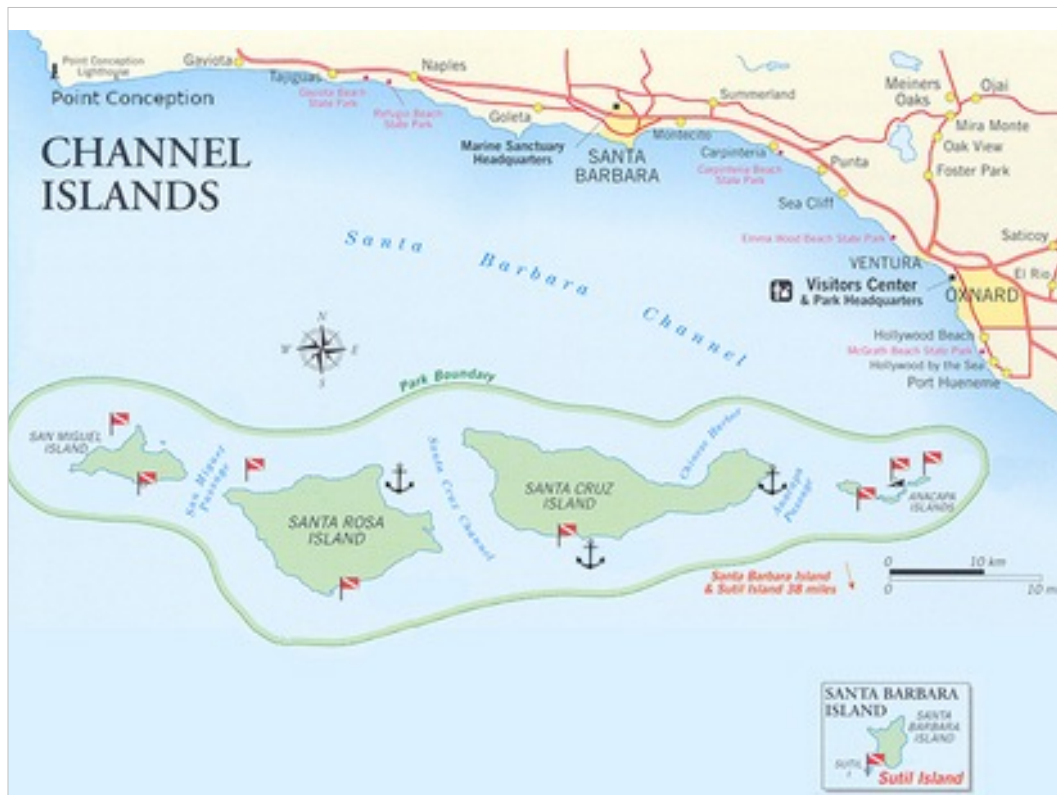 Point Conception
Lighthouse
Point Conception
Gaviota
Tajiguas
Gaviota Beach
State Park
Refugio Beach
State Park
Naples
Goleta
Marine Sanctuary
Headquarters
SANTA
BARBARA
Montecito
Summerland
Carpinteria
Carpinteria Beach
State Park
Punta
Sea Cliff
Emma Wood Beach State Park
Meiners
Oaks
Ojai
Mira Monte
Oak View
Foster Park
Saticoy
El Rio
VENTURA
Visitors Center
& Park Headquarters
OXNARD
Hollywood Beach
McGrath Beach State Park
Hollywood by the Sea
Port Hueneme
CHANNEL
ISLANDS
Santa Barbara Channel
N
W E
S
Park Boundary
SAN MIGUEL
ISLAND
San Miguel
Passage
SANTA ROSA
ISLAND
Santa Cruz Channel
SANTA CRUZ
ISLAND
Chinese Harbor
Anacapa
Passage
ANACAPA
ISLANDS
Santa Barbara Island
& Sutil Island 38 miles
0 10 km
0 10 m
SANTA BARBARA
ISLAND
SANTA
BARBARA
ISLAND
SUTIL
I
Sutil Island